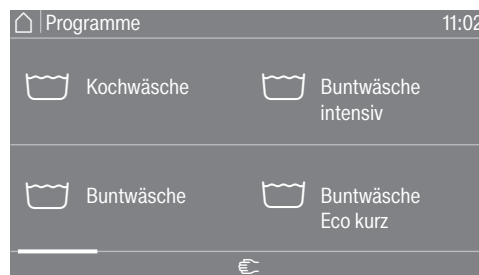 Programme 11:02
Kochwäsche
Buntwäsche
intensiv
Buntwäsche
Buntwäsche
Eco kurz